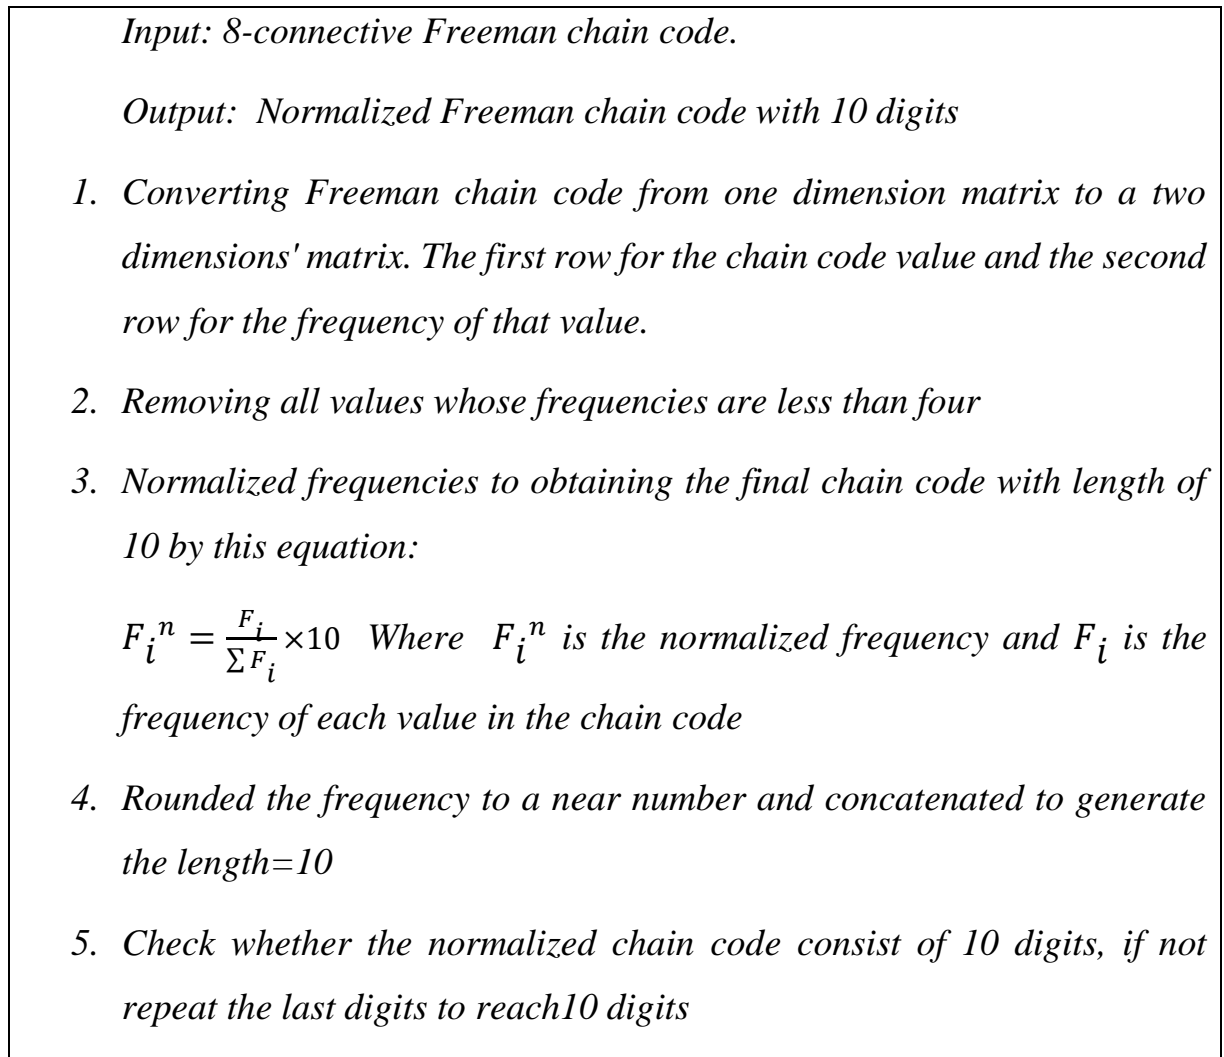 Input: 8-connective Freeman chain code.
Output: Normalized Freeman chain code with 10 digits
1. Converting Freeman chain code from one dimension matrix to a two
dimensions' matrix. The first row for the chain code value and the second
row for the frequency of that value.
2. Removing all values whose frequencies are less than four
3. Normalized frequencies to obtaining the final chain code with length of
10 by this equation:
F_i^n = F_i/∑F_i ×10 Where F_i^n is the normalized frequency and F_i is the
frequency of each value in the chain code
4. Rounded the frequency to a near number and concatenated to generate
the length=10
5. Check whether the normalized chain code consist of 10 digits, if not
repeat the last digits to reach10 digits